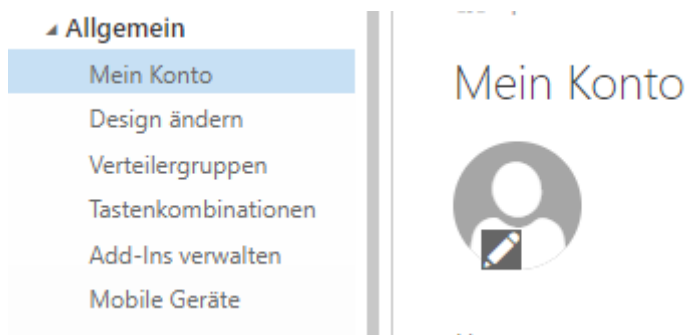 Allgemein
Mein Konto
Design ändern
Verteilergruppen
Tastenkombinationen
Add-Ins verwalten
Mobile Geräte
Mein Konto